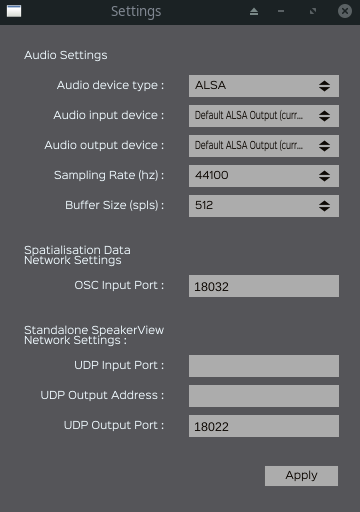 Settings
Audio Settings
Audio device type : ALSA
Audio input device : Default ALSA Output (curr...
Audio output device : Default ALSA Output (curr...
Sampling Rate (hz) : 44100
Buffer Size (spls) : 512
Spatialisation Data
Network Settings
OSC Input Port : 18032
Standalone SpeakerView
Network Settings :
UDP Input Port :
UDP Output Address :
UDP Output Port : 18022
Apply